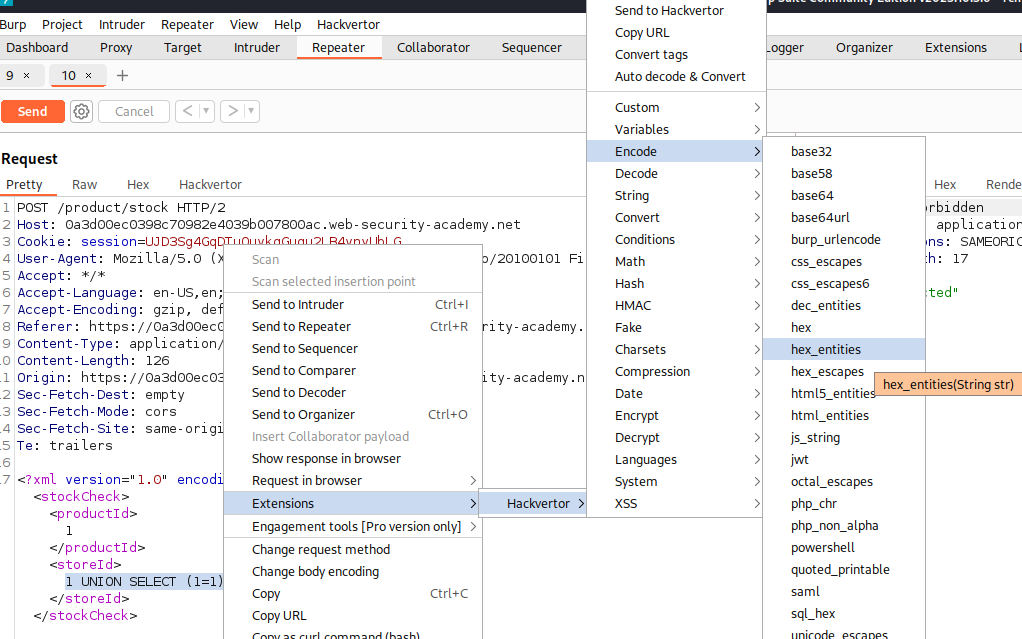 Burp Project Intruder Repeater View Help Hackvertor
Dashboard Proxy Target Intruder Repeater Collaborator Sequencer Logger Organizer Extensions
9 × 10 × +
Send Cancel < >
Request
Pretty Raw Hex Hackvertor
1 POST /product/stock HTTP/2
2 Host: 0a3d00ec0398c70982e4039b007800ac.web-security-academy.net
3 Cookie: session=
4 User-Agent: Mozilla/5.0 (X
o/20100101 Fi
5 Accept: */*
6 Accept-Language: en-US,en;
7 Accept-Encoding: gzip, def
8 Referer: https://0a3d00ec0
rity-academy.
9 Content-Type: application/
10 Content-Length: 126
11 Origin: https://0a3d00ec03
ity-academy.n
12 Sec-Fetch-Dest: empty
13 Sec-Fetch-Mode: cors
14 Sec-Fetch-Site: same-origi
15 Te: trailers
16
17 <?xml version="1.0" encodi
<stockCheck>
<productId>
1
</productId>
<storeId>
1 UNION SELECT (1=1)
</storeId>
</stockCheck>
Scan
Scan selected insertion point
Send to Intruder Ctrl+I
Send to Repeater Ctrl+R
Send to Sequencer
Send to Comparer
Send to Decoder
Send to Organizer Ctrl+O
Insert Collaborator payload
Show response in browser
Request in browser
Extensions
Engagement tools [Pro version only]
Change request method
Change body encoding
Copy Ctrl+C
Copy URL
Copy as curl command (bash)
Hackvertor
Send to Hackvertor
Copy URL
Convert tags
Auto decode & Convert
Custom
Variables
Encode
Decode
String
Convert
Conditions
Math
Hash
HMAC
Fake
Charsets
Compression
Date
Encrypt
Decrypt
Languages
System
XSS
base32
base58
base64
base64url
burp_urlencode
css_escapes
css_escapes6
dec_entities
hex
hex_entities
hex_escapes
html5_entities
html_entities
js_string
jwt
octal_escapes
php_chr
php_non_alpha
powershell
quoted_printable
saml
sql_hex
unicode_escapes
hex_entities(String str)
Hex Rende
orbidden
application
ons: SAMEORIC
th: 17
cted"